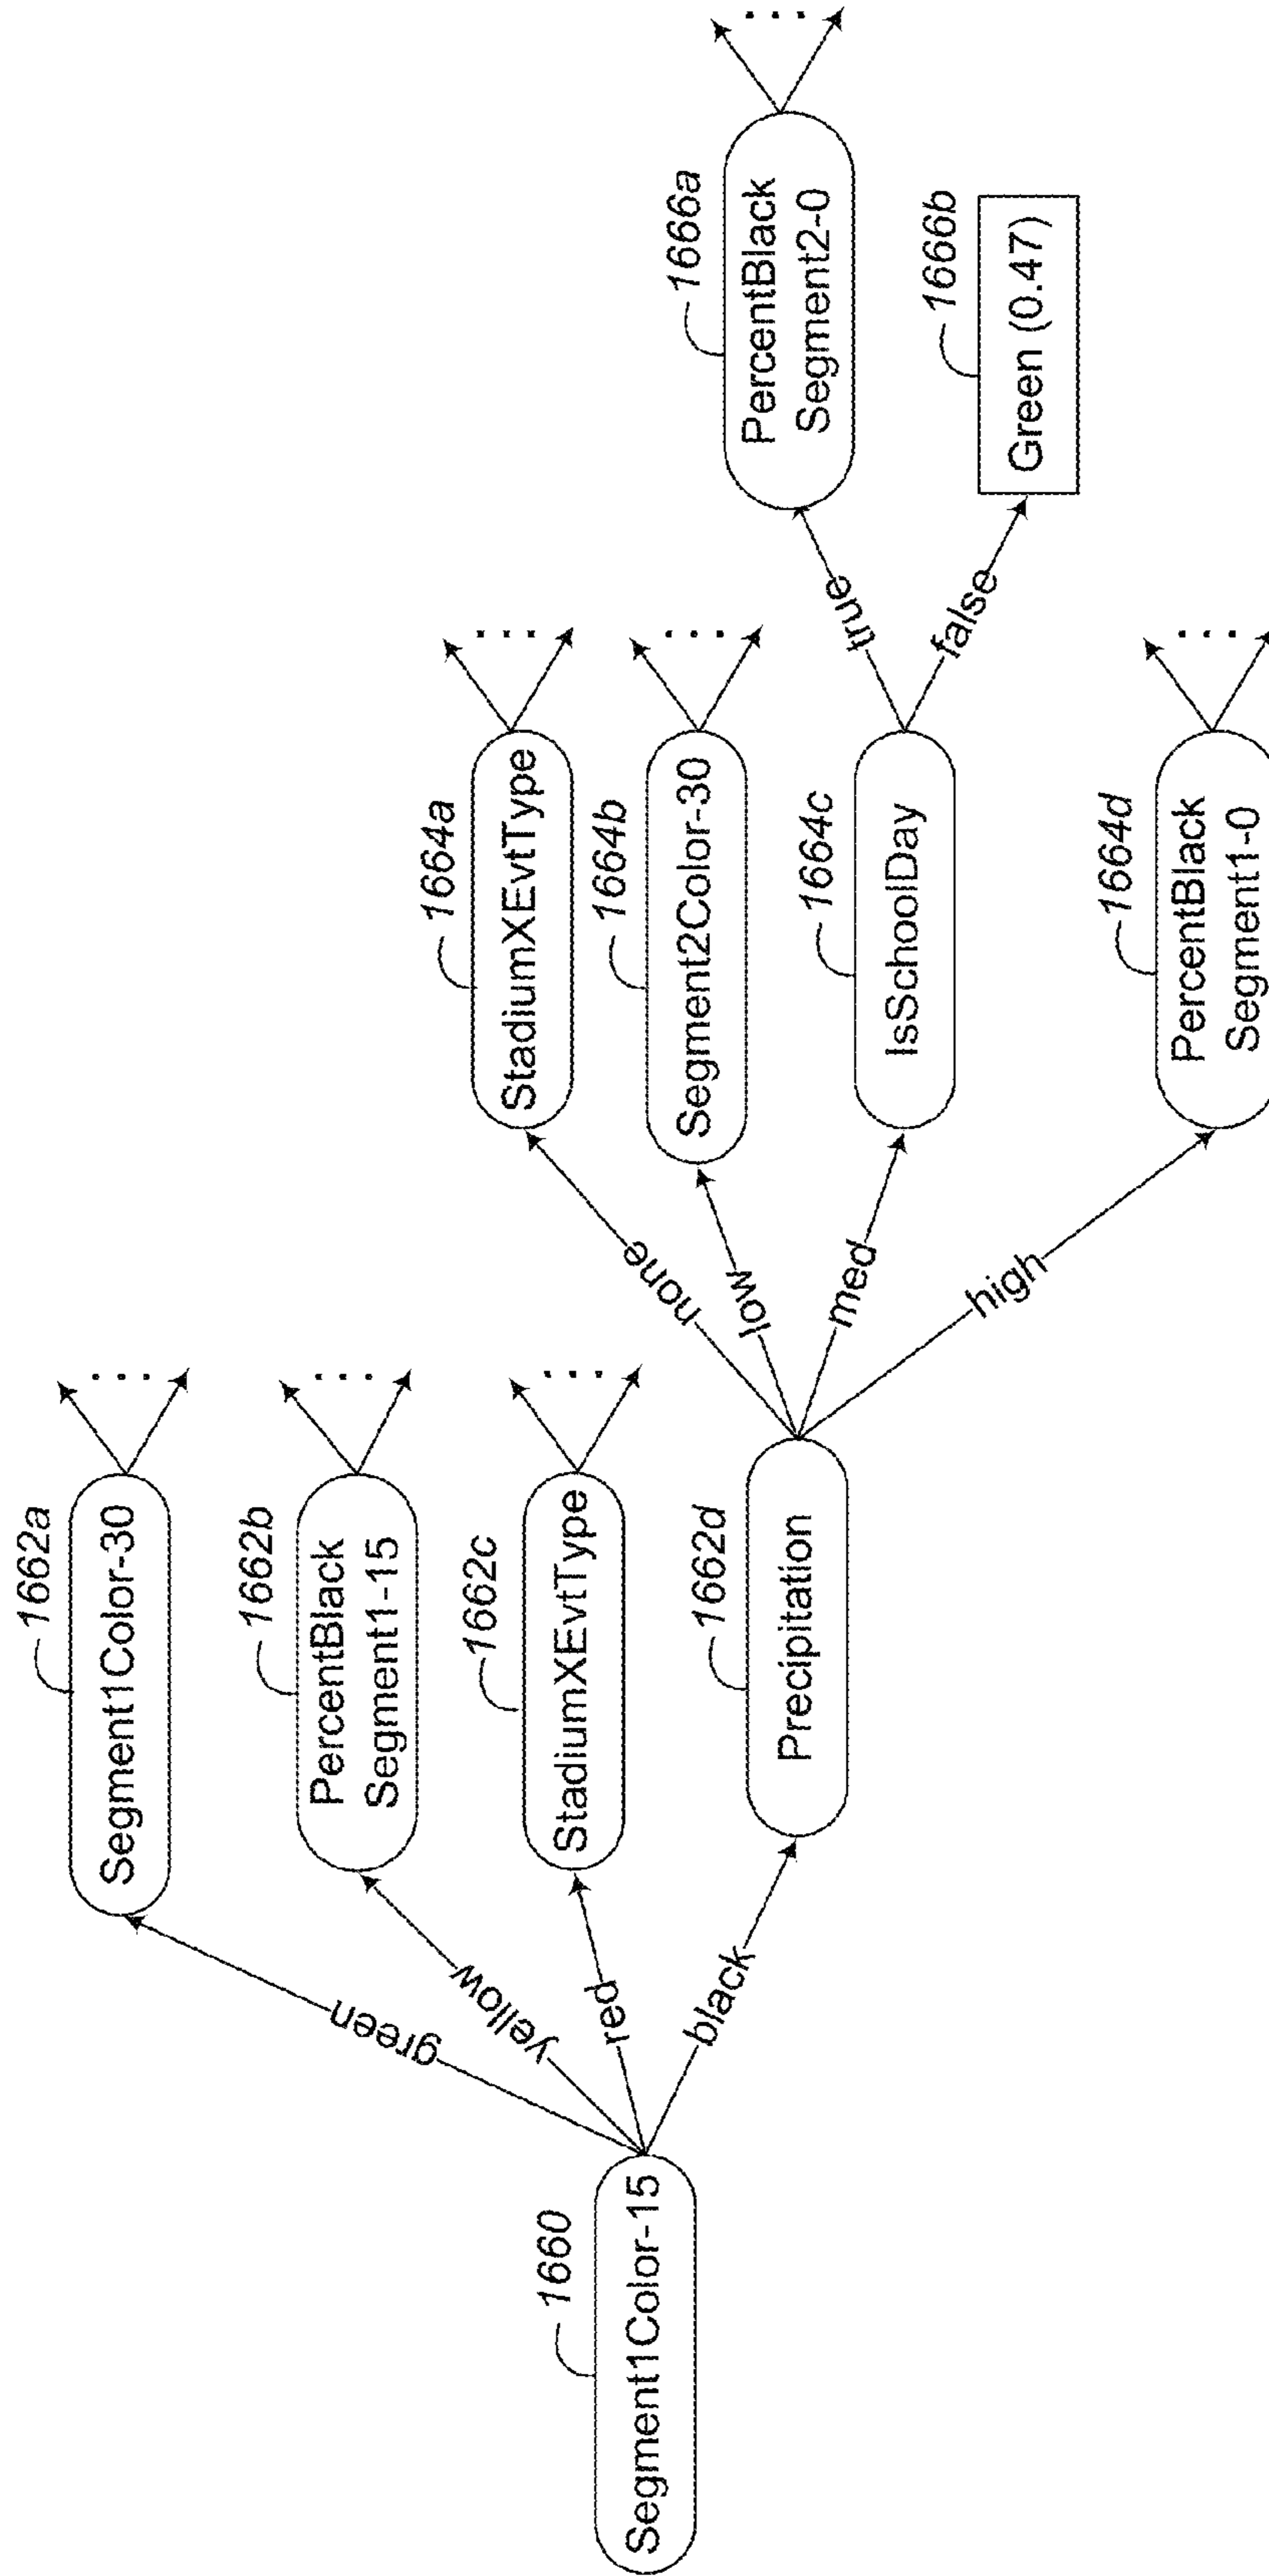 1660
Segment1Color-15
green
yellow
red
black
1662a
Segment1Color-30
...
1662b
PercentBlack
Segment1-15
...
1662c
StadiumXEvtType
...
1662d
Precipitation
none
low
med
high
1664a
StadiumXEvtType
...
1664b
Segment2Color-30
...
1664c
IsSchoolDay
true
false
1664d
PercentBlack
Segment1-0
...
1666a
PercentBlack
Segment2-0
...
1666b
Green (0.47)